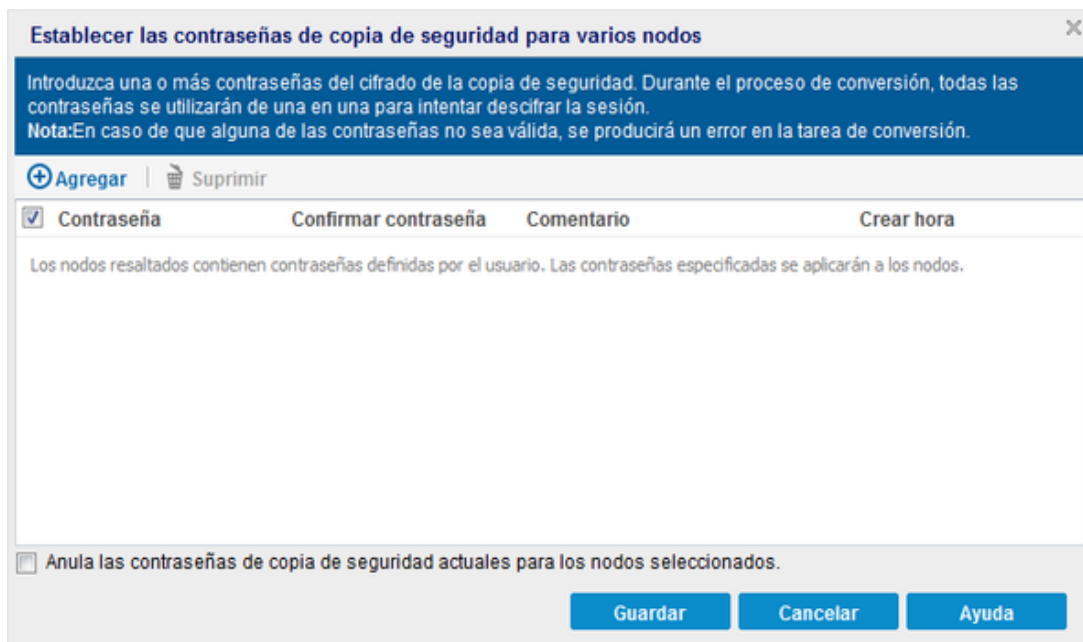 Establecer las contraseñas de copia de seguridad para varios nodos
Introduzca una o más contraseñas del cifrado de la copia de seguridad. Durante el proceso de conversión, todas las
contraseñas se utilizarán de una en una para intentar descifrar la sesión.
Nota:En caso de que alguna de las contraseñas no sea válida, se producirá un error en la tarea de conversión.
Agregar | Suprimir
Contraseña Confirmar contraseña Comentario Crear hora
Los nodos resaltados contienen contraseñas definidas por el usuario. Las contraseñas especificadas se aplicarán a los nodos.
Anula las contraseñas de copia de seguridad actuales para los nodos seleccionados.
Guardar Cancelar Ayuda